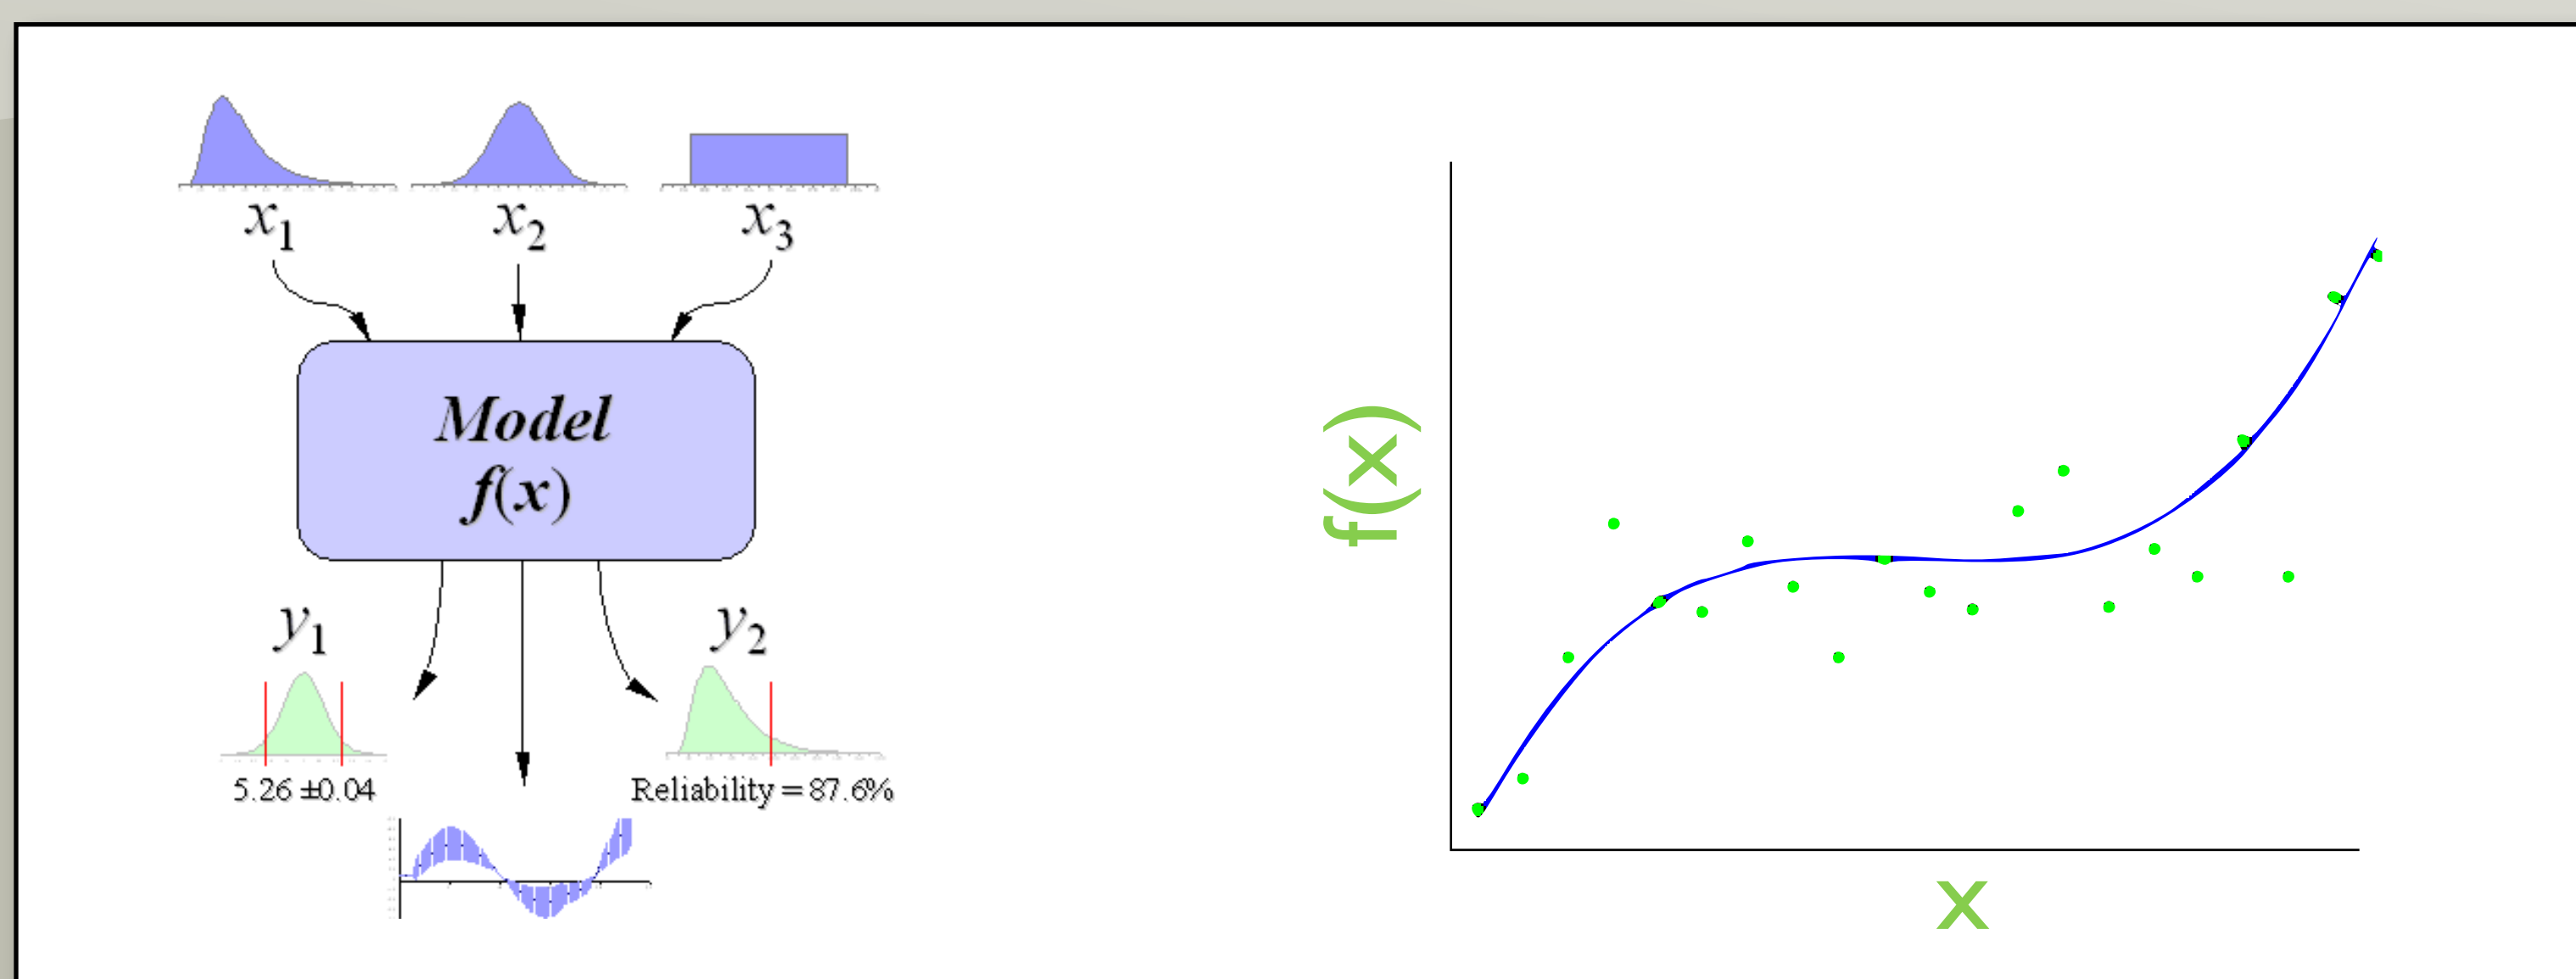 x1 x2 x3
Model
f(x)
y1 y2
5.26 ±0.04 Reliability = 87.6%
f(x)
x